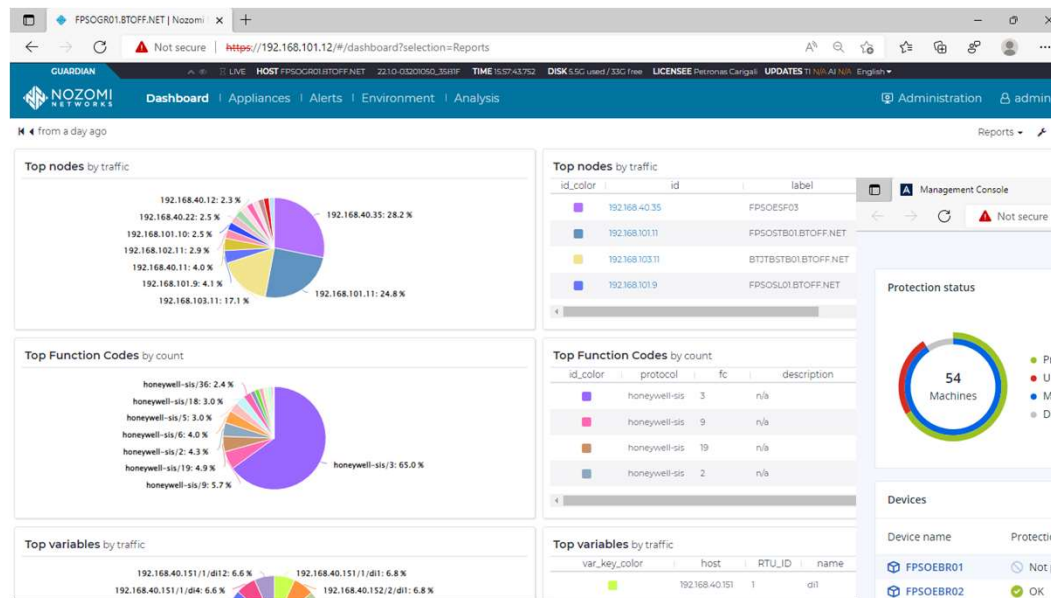 FPSOGR01.BTOFF.NET | Nozomi
Not secure | https://192.168.101.12/#/dashboard?selection=Reports
GUARDIAN
LIVE HOST FPSOGR01.BTOFF.NET 22.1.0-03201050_35B1F TIME 15:57:43.752 DISK 5.5G used / 33G free LICENSEE Petronas Carigali UPDATES TI N/A AI N/A English
NOZOMI
NETWORKS
Dashboard | Appliances | Alerts | Environment | Analysis
Administration admin
from a day ago
Reports
Top nodes by traffic
192.168.40.12: 2.3 %
192.168.40.22: 2.5 %
192.168.101.10: 2.5 %
192.168.102.11: 2.9 %
192.168.40.11: 4.0 %
192.168.101.9: 4.1 %
192.168.103.11: 17.1 %
192.168.40.35: 28.2 %
192.168.101.11: 24.8 %
Top nodes by traffic
id_color id label
192.168.40.35 FPSOESF03
192.168.101.11 FPSOSTB01.BTOFF.NET
192.168.103.11 BTJTBSTB01.BTOFF.NET
192.168.101.9 FPSOSL01.BTOFF.NET
Management Console
Not secure
Protection status
54
Machines
Top Function Codes by count
honeywell-sis/36: 2.4 %
honeywell-sis/18: 3.0 %
honeywell-sis/5: 3.0 %
honeywell-sis/6: 4.0 %
honeywell-sis/2: 4.3 %
honeywell-sis/19: 4.9 %
honeywell-sis/9: 5.7 %
honeywell-sis/3: 65.0 %
Top Function Codes by count
id_color protocol fc description
honeywell-sis 3 n/a
honeywell-sis 9 n/a
honeywell-sis 19 n/a
honeywell-sis 2 n/a
Devices
Device name
FPSOEBR01 Not
FPSOEBR02 OK
Top variables by traffic
192.168.40.151/1/di12: 6.6 %
192.168.40.151/1/di1: 6.8 %
192.168.40.151/1/di4: 6.6 %
192.168.40.152/2/di1: 6.8 %
Top variables by traffic
var_key_color host RTU_ID name
192.168.40.151 1 di1